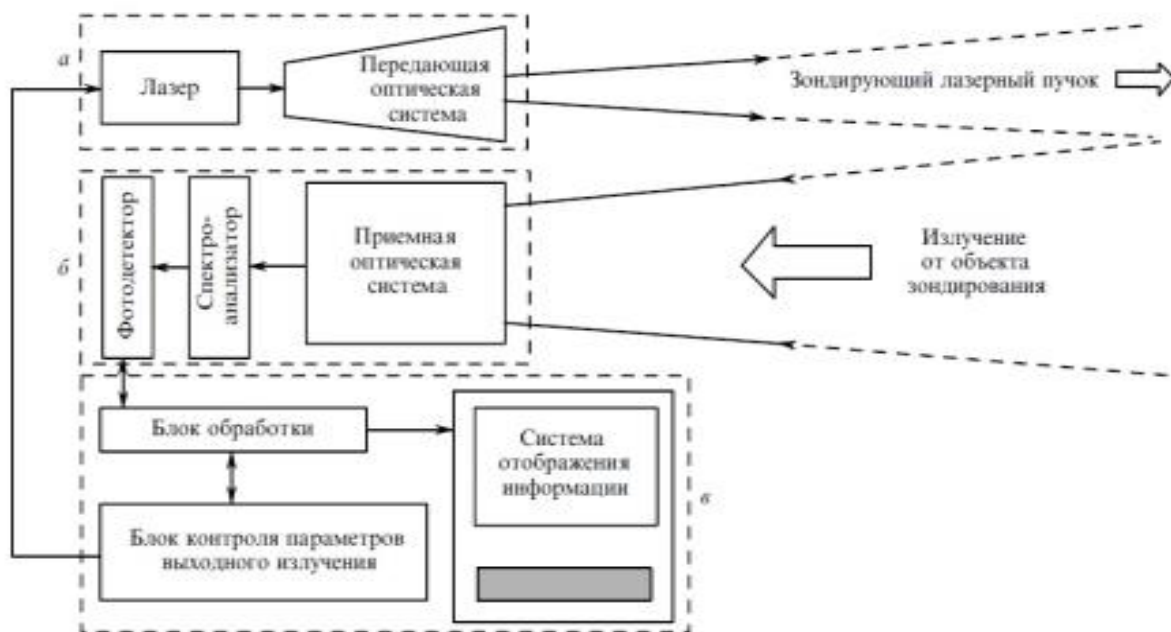 а
Лазер
Передающая
оптическая
система
Зондирующий лазерный пучок
б
Фотодетектор
Спектро-
анализатор
Приемная
оптическая
система
Излучение
от объекта
зондирования
Блок обработки
Система
отображения
информации
в
Блок контроля параметров
выходного излучения